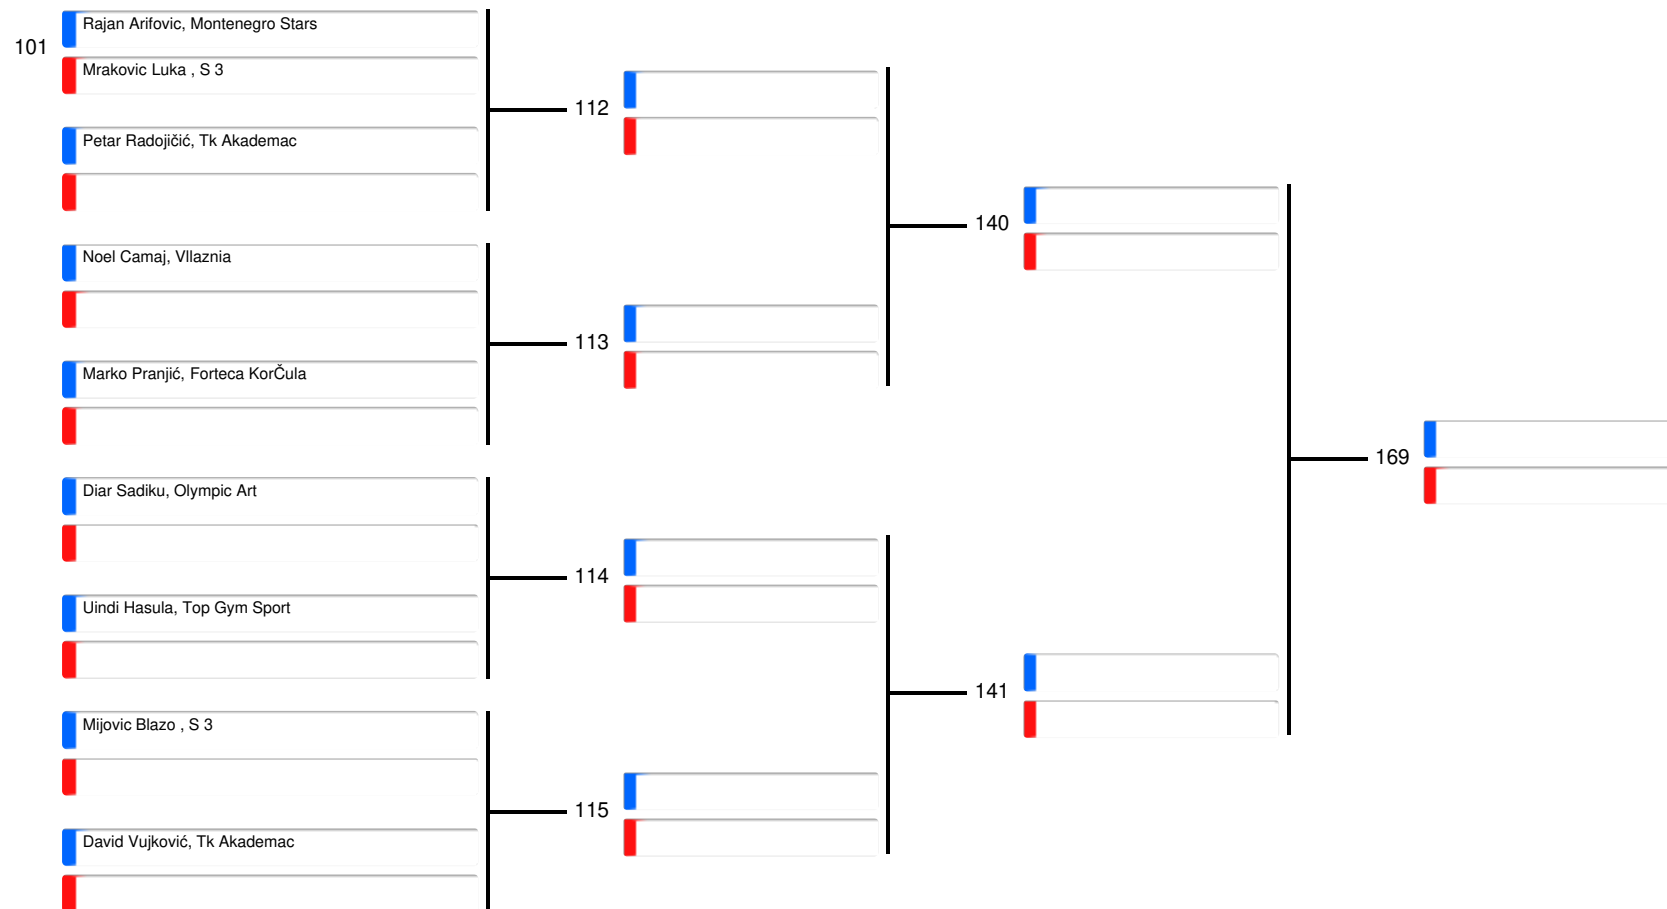 Rajan Arifovic, Montenegro Stars
101
Mrakovic Luka , S 3
112
Petar Radojičić, Tk Akademac
140
Noel Camaj, Vllaznia
113
Marko Pranjić, Forteca KorČula
169
Diar Sadiku, Olympic Art
114
Uindi Hasula, Top Gym Sport
141
Mijovic Blazo , S 3
115
David Vujković, Tk Akademac